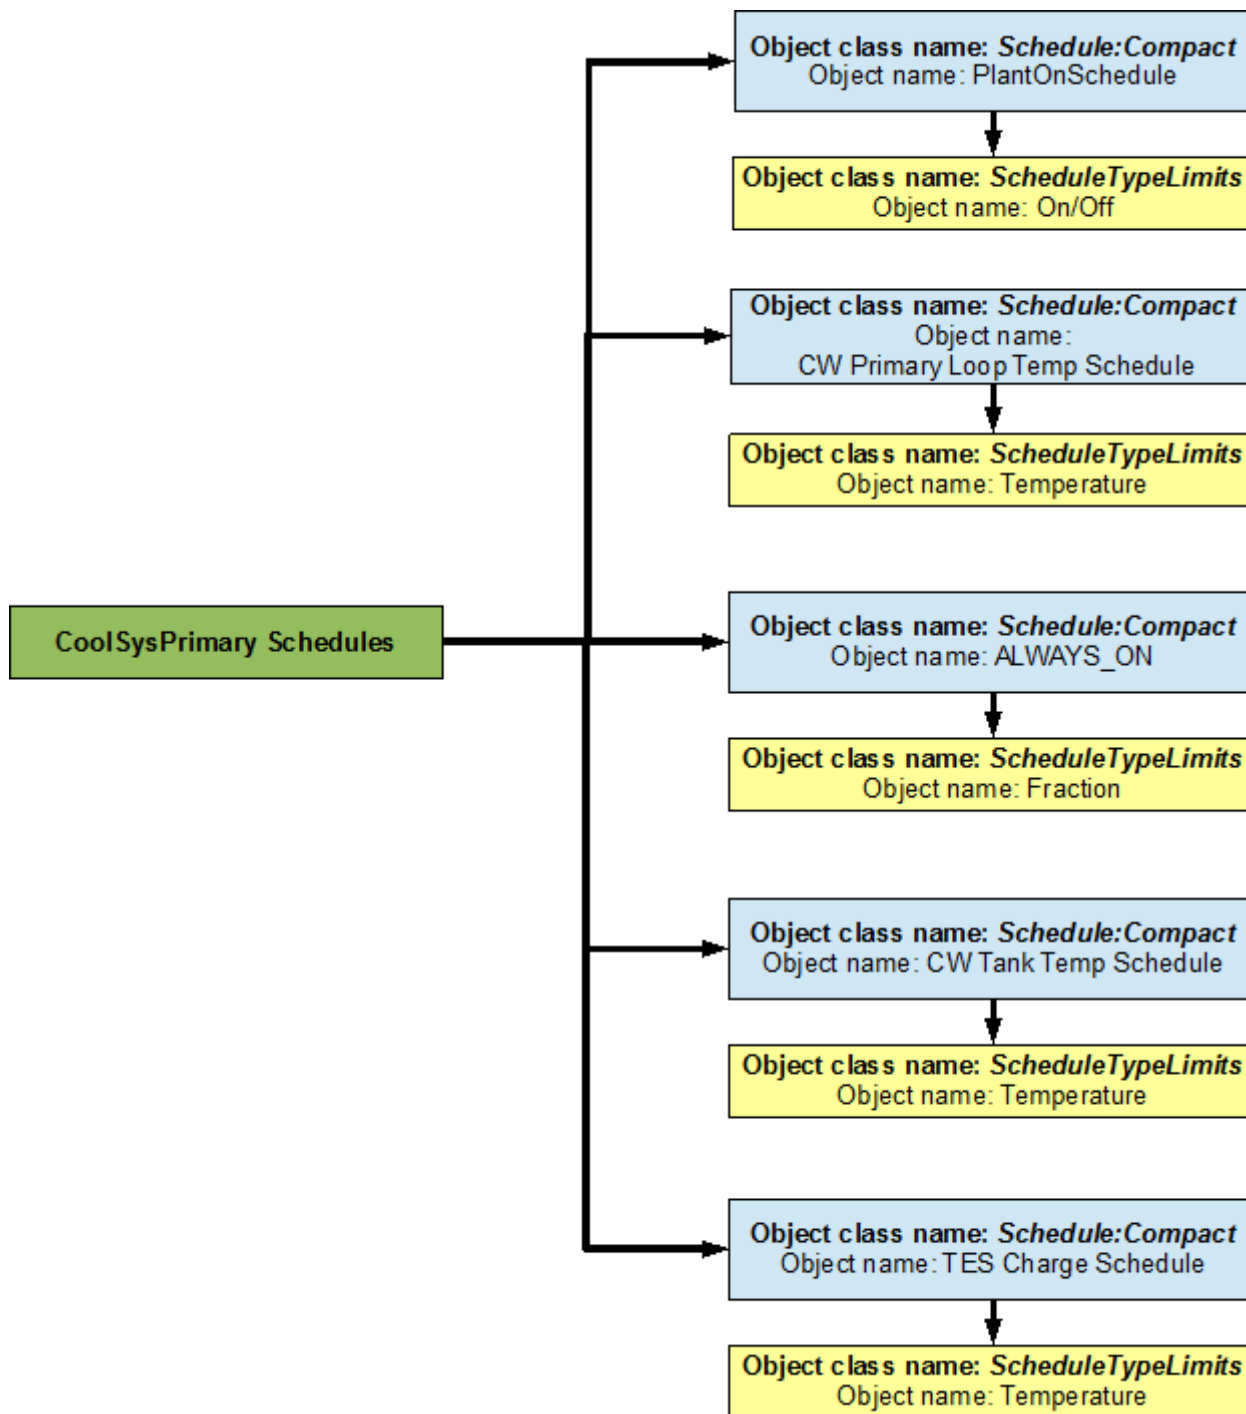 Object class name: Schedule:Compact
Object name: PlantOnSchedule
Object class name: ScheduleTypeLimits
Object name: On/Off
Object class name: Schedule:Compact
Object name:
CW Primary Loop Temp Schedule
Object class name: ScheduleTypeLimits
Object name: Temperature
CoolSysPrimary Schedules
Object class name: Schedule:Compact
Object name: ALWAYS_ON
Object class name: ScheduleTypeLimits
Object name: Fraction
Object class name: Schedule:Compact
Object name: CW Tank Temp Schedule
Object class name: ScheduleTypeLimits
Object name: Temperature
Object class name: Schedule:Compact
Object name: TES Charge Schedule
Object class name: ScheduleTypeLimits
Object name: Temperature